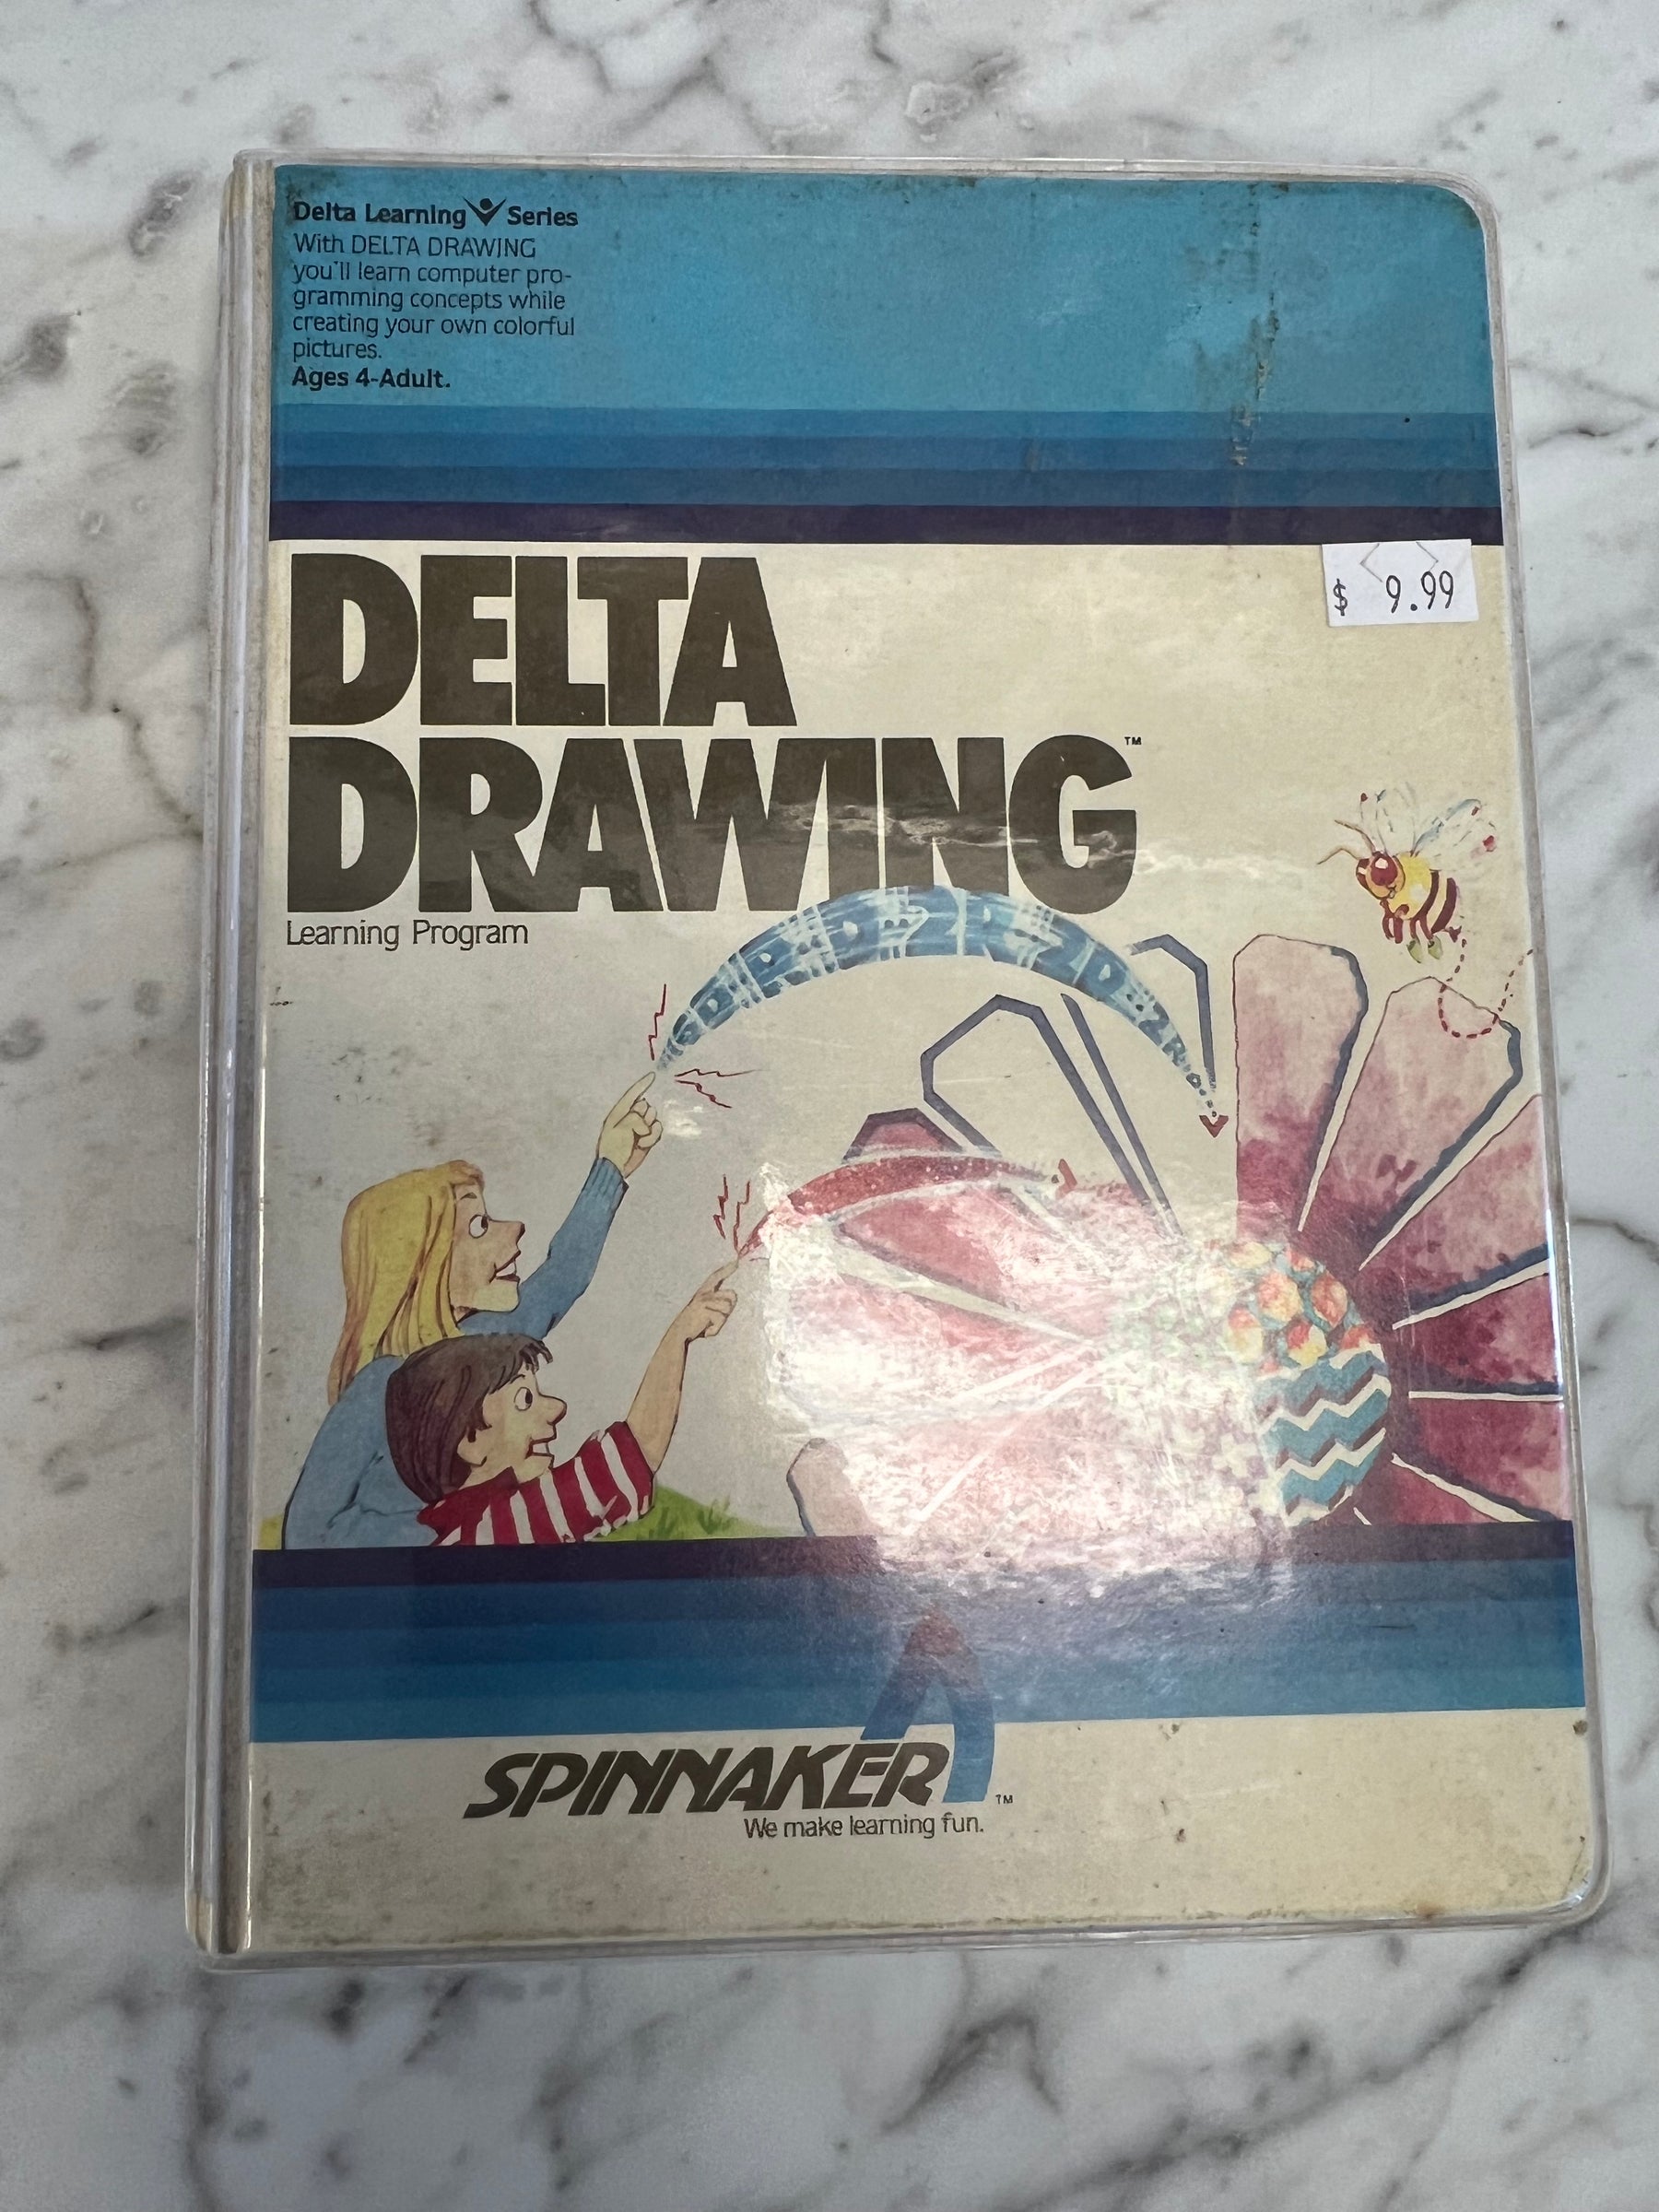 Delta Learning Series
With DELTA DRAWING
you'll learn computer pro-
gramming concepts while
creating your own colorful
pictures.
Ages 4-Adult.
$ 9.99
DELTA
DRAWING™
Learning Program
SPINNAKER™
We make learning fun.